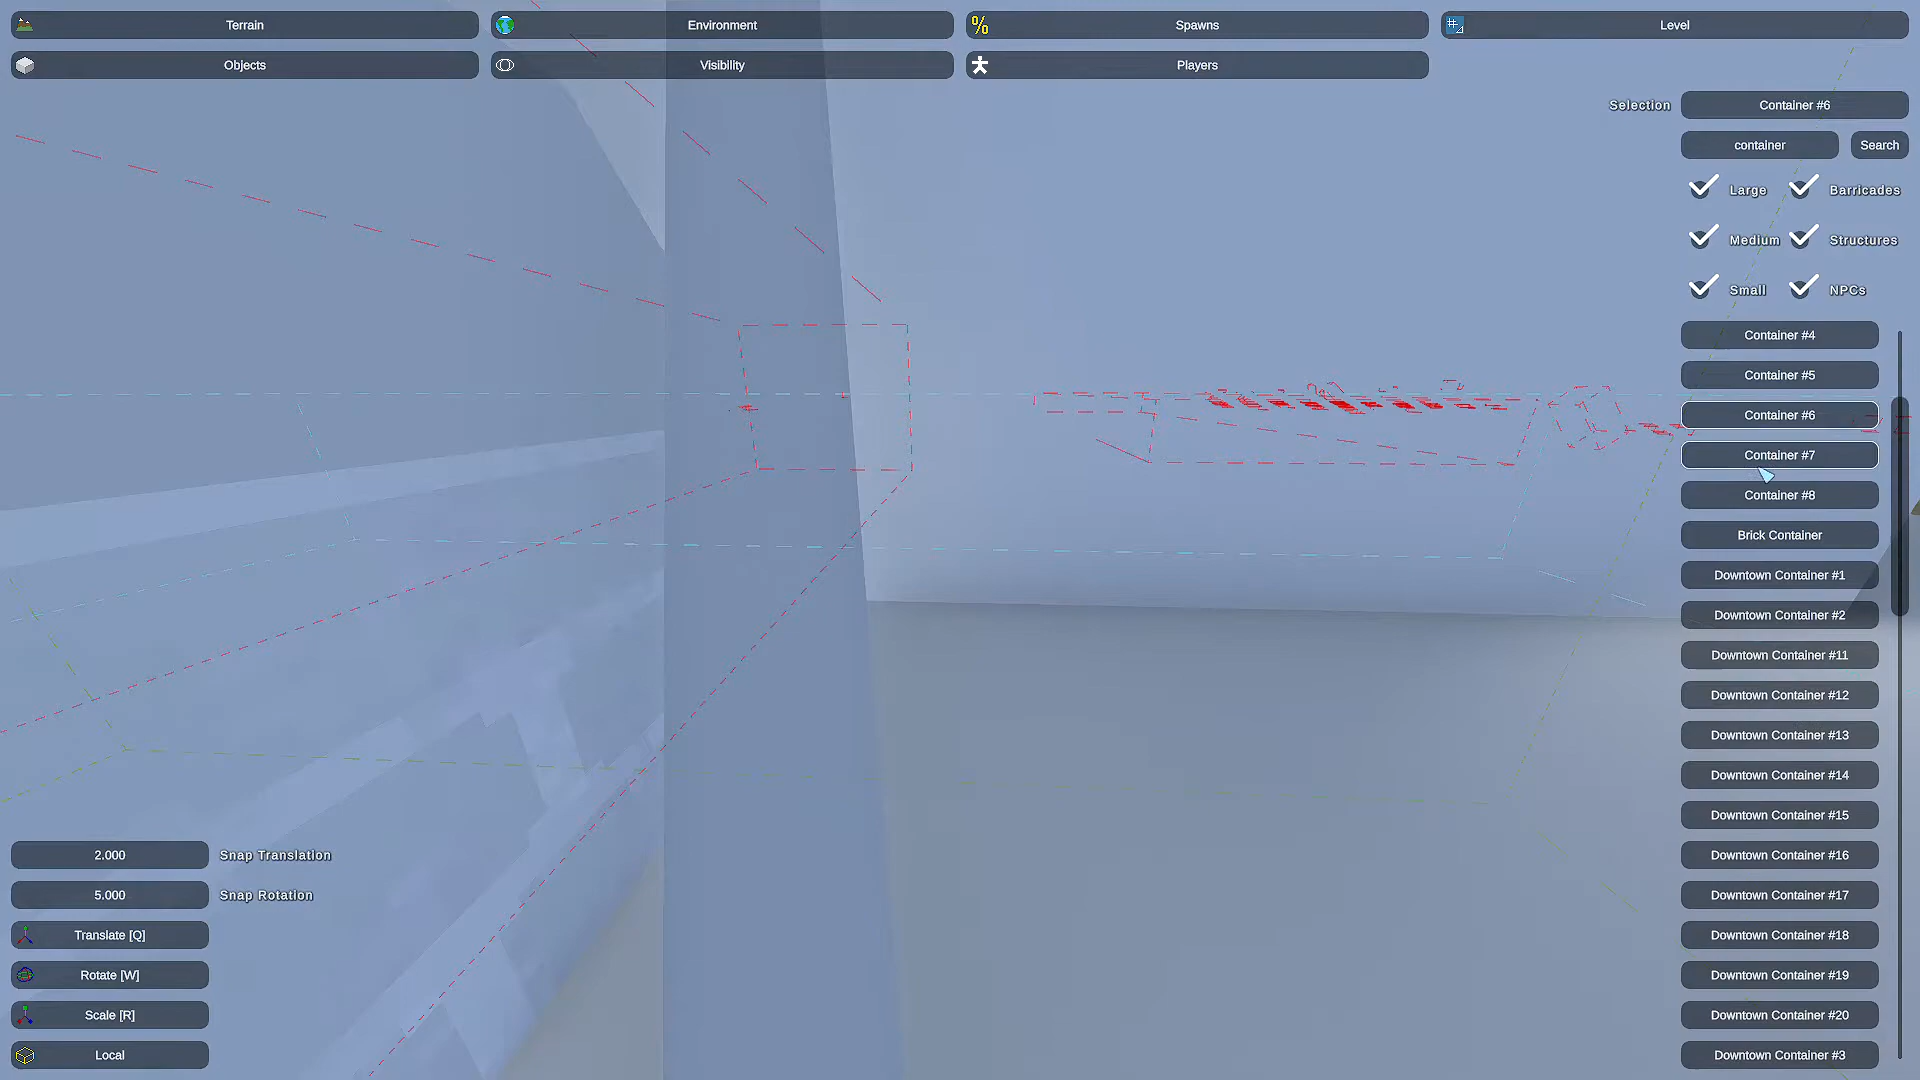 Terrain
Environment
Spawns
Level
Objects
Visibility
Players
Selection
Container #6
container
Search
Large
Barricades
Medium
Structures
Small
NPCs
Container #4
Container #5
Container #6
Container #7
Container #8
Brick Container
Downtown Container #1
Downtown Container #2
Downtown Container #11
Downtown Container #12
Downtown Container #13
Downtown Container #14
Downtown Container #15
Downtown Container #16
Downtown Container #17
Downtown Container #18
Downtown Container #19
Downtown Container #20
Downtown Container #3
2.000
Snap Translation
5.000
Snap Rotation
Translate [Q]
Rotate [W]
Scale [R]
Local